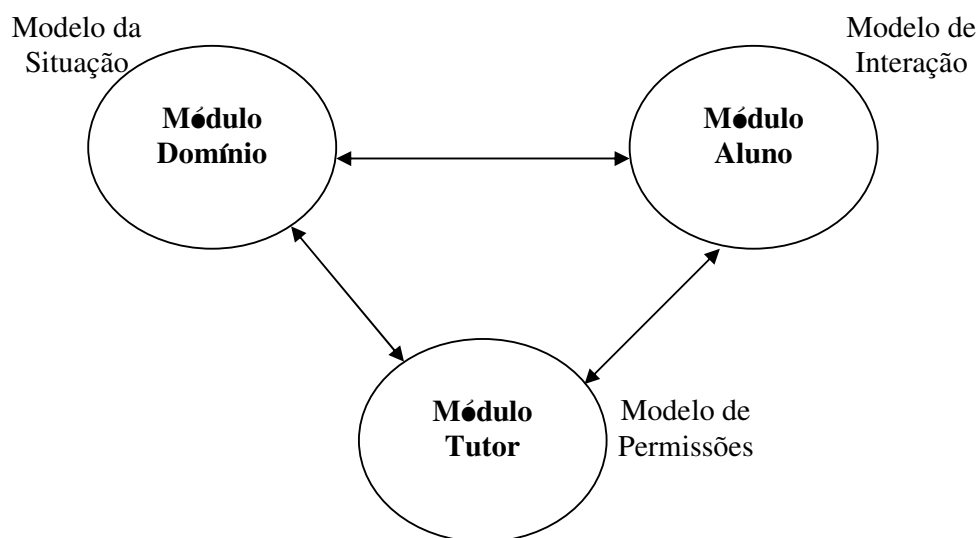 Modelo da
Situação
Módulo
Domínio
Modelo de
Interação
Módulo
Aluno
Módulo
Tutor
Modelo de
Permissões